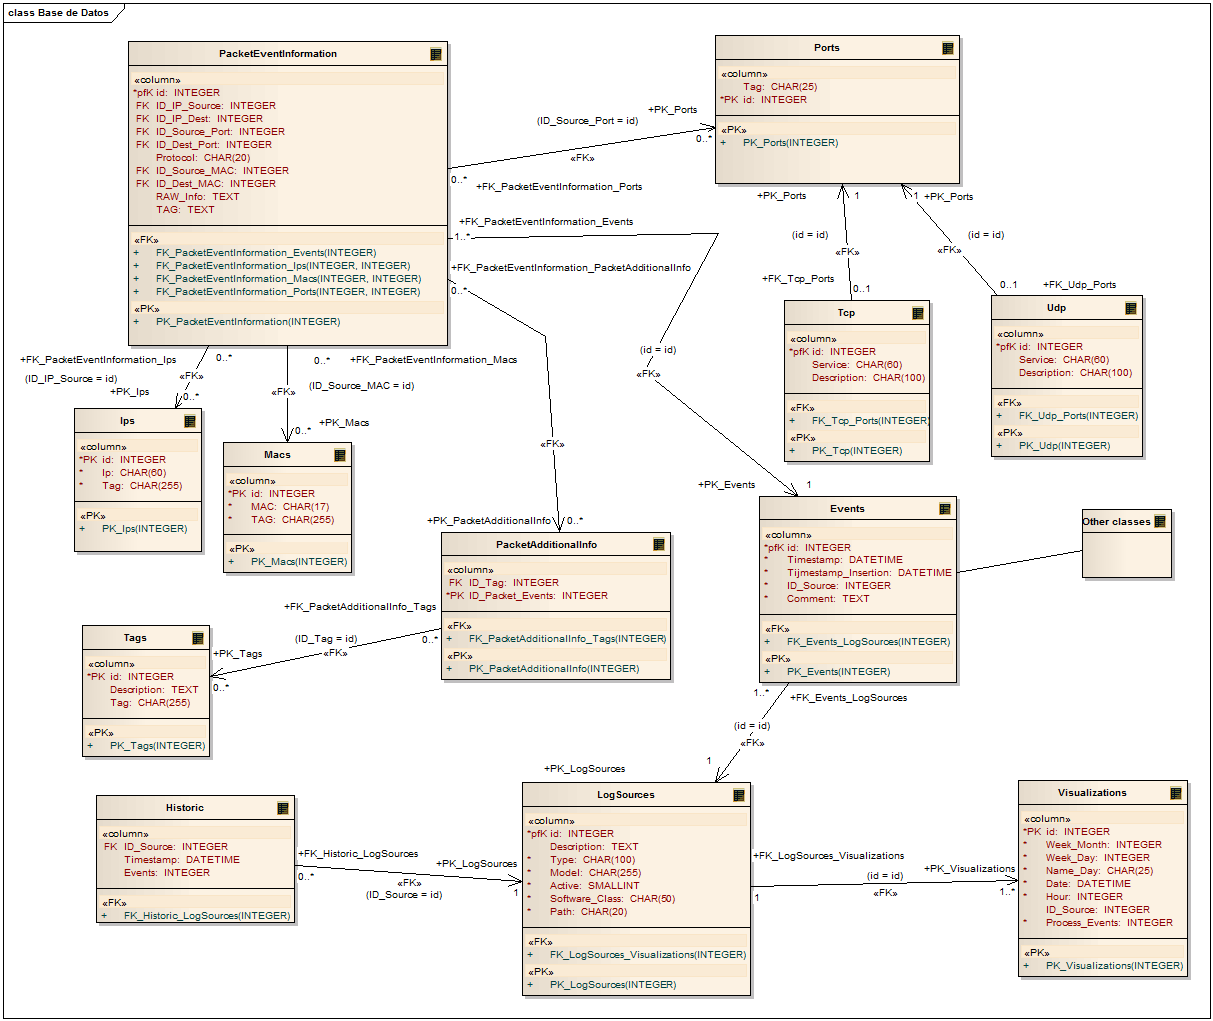 class Base de Datos
PacketEventInformation
«column»
*pfK id: INTEGER
FK ID_IP_Source: INTEGER
FK ID_IP_Dest: INTEGER
FK ID_Source_Port: INTEGER
FK ID_Dest_Port: INTEGER
Protocol: CHAR(20)
FK ID_Source_MAC: INTEGER
FK ID_Dest_MAC: INTEGER
RAW_Info: TEXT
TAG: TEXT
«FK»
+ FK_PacketEventInformation_Events(INTEGER)
+ FK_PacketEventInformation_Ips(INTEGER, INTEGER)
+ FK_PacketEventInformation_Macs(INTEGER, INTEGER)
+ FK_PacketEventInformation_Ports(INTEGER, INTEGER)
«PK»
+ PK_PacketEventInformation(INTEGER)
Ports
«column»
Tag: CHAR(25)
*PK id: INTEGER
«PK»
+ PK_Ports(INTEGER)
+PK_Ports
(ID_Source_Port = id)
0..*
«FK»
0..*
+FK_PacketEventInformation_Ports
+FK_PacketEventInformation_Events
1..*
+FK_PacketEventInformation_PacketAdditionalInfo
0..*
+PK_Ports
1
(id = id)
«FK»
+FK_Tcp_Ports
0..1
1
+PK_Ports
(id = id)
«FK»
0..1
+FK_Udp_Ports
Tcp
«column»
*pfK id: INTEGER
Service: CHAR(60)
Description: CHAR(100)
«FK»
+ FK_Tcp_Ports(INTEGER)
«PK»
+ PK_Tcp(INTEGER)
Udp
«column»
*pfK id: INTEGER
Service: CHAR(60)
Description: CHAR(100)
«FK»
+ FK_Udp_Ports(INTEGER)
«PK»
+ PK_Udp(INTEGER)
+FK_PacketEventInformation_Ips
0..*
(ID_IP_Source = id)
«FK»
+PK_Ips
0..*
0..*
+FK_PacketEventInformation_Macs
(ID_Source_MAC = id)
«FK»
+PK_Macs
0..*
(id = id)
«FK»
+PK_Events
1
Ips
«column»
*PK id: INTEGER
* Ip: CHAR(60)
* Tag: CHAR(255)
«PK»
+ PK_Ips(INTEGER)
Macs
«column»
*PK id: INTEGER
* MAC: CHAR(17)
* TAG: CHAR(255)
«PK»
+ PK_Macs(INTEGER)
«FK»
+PK_PacketAdditionalInfo
0..*
PacketAdditionalInfo
«column»
FK ID_Tag: INTEGER
*PK ID_Packet_Events: INTEGER
«FK»
+ FK_PacketAdditionalInfo_Tags(INTEGER)
«PK»
+ PK_PacketAdditionalInfo(INTEGER)
Events
«column»
*pfK id: INTEGER
* Timestamp: DATETIME
* Tijmestamp_Insertion: DATETIME
* ID_Source: INTEGER
* Comment: TEXT
«FK»
+ FK_Events_LogSources(INTEGER)
«PK»
+ PK_Events(INTEGER)
Other classes
+FK_PacketAdditionalInfo_Tags
0..*
(ID_Tag = id)
«FK»
+PK_Tags
0..*
Tags
«column»
*PK id: INTEGER
Description: TEXT
Tag: CHAR(255)
«PK»
+ PK_Tags(INTEGER)
1..*
+FK_Events_LogSources
(id = id)
«FK»
1
+PK_LogSources
Historic
«column»
FK ID_Source: INTEGER
Timestamp: DATETIME
Events: INTEGER
«FK»
+ FK_Historic_LogSources(INTEGER)
+FK_Historic_LogSources
0..*
«FK»
(ID_Source = id)
+PK_LogSources
1
LogSources
«column»
*pfK id: INTEGER
Description: TEXT
* Type: CHAR(100)
* Model: CHAR(255)
* Active: SMALLINT
* Software_Class: CHAR(50)
* Path: CHAR(20)
«FK»
+ FK_LogSources_Visualizations(INTEGER)
«PK»
+ PK_LogSources(INTEGER)
+FK_LogSources_Visualizations
1
(id = id)
«FK»
+PK_Visualizations
1..*
Visualizations
«column»
*PK id: INTEGER
* Week_Month: INTEGER
* Week_Day: INTEGER
* Name_Day: CHAR(25)
* Date: DATETIME
* Hour: INTEGER
ID_Source: INTEGER
* Process_Events: INTEGER
«PK»
+ PK_Visualizations(INTEGER)